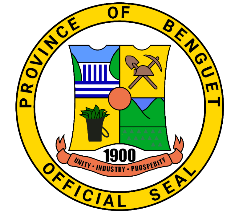 PROVINCE OF BENGUET
1900
UNITY • INDUSTRY • PROSPERITY
OFFICIAL SEAL